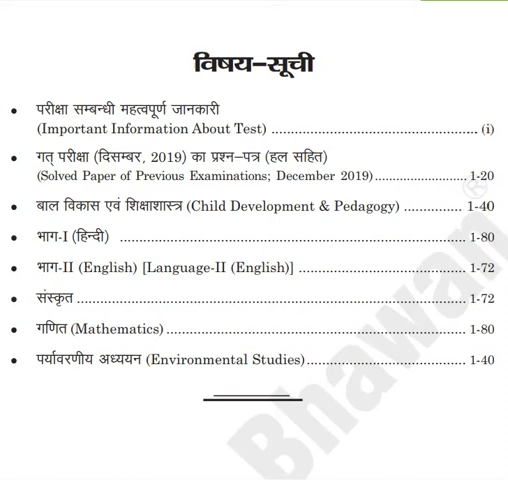 विषय–सूची
• परीक्षा सम्बन्धी महत्वपूर्ण जानकारी
(Important Information About Test) ........................................................ (i)
• गत् परीक्षा (दिसम्बर, 2019) का प्रश्न–पत्र (हल सहित)
(Solved Paper of Previous Examinations; December 2019)......................... 1-20
• बाल विकास एवं शिक्षाशास्त्र (Child Development & Pedagogy) ................ 1-40
• भाग-I (हिन्दी) ............................................................................................... 1-80
• भाग-II (English) [Language-II (English)] .............................................. 1-72
• संस्कृत .......................................................................................................... 1-72
• गणित (Mathematics) .................................................................................. 1-80
• पर्यावरणीय अध्ययन (Environmental Studies)........................................... 1-40
Bhawan®